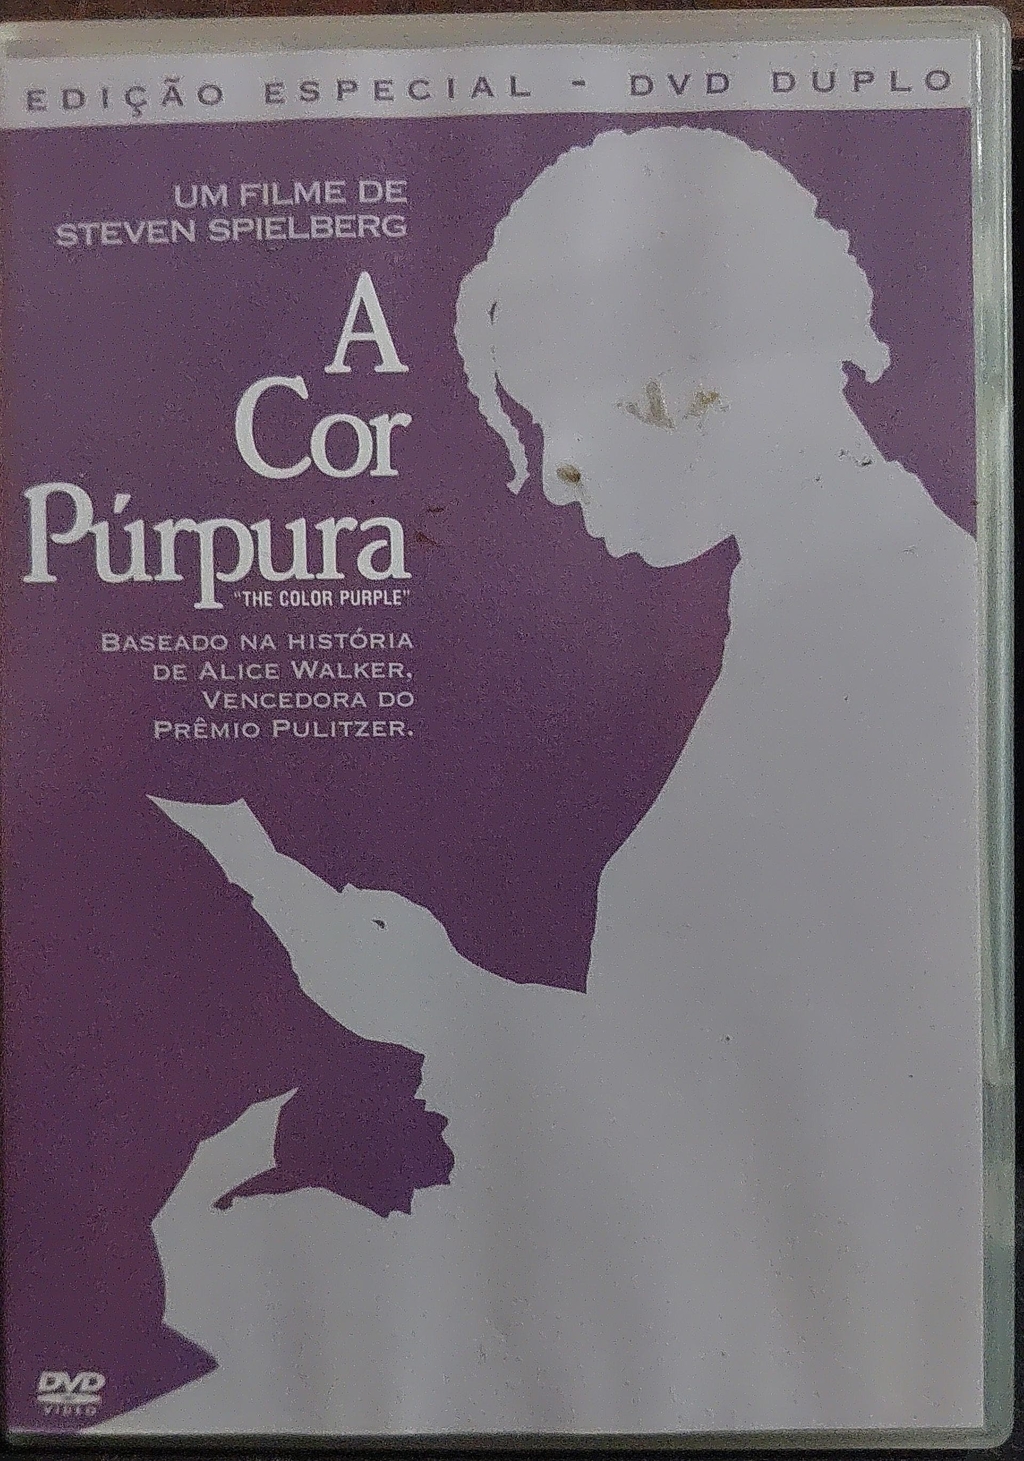 EDIÇÃO ESPECIAL - DVD DUPLO
UM FILME DE
STEVEN SPIELBERG
A
Cor
Púrpura
"THE COLOR PURPLE"
BASEADO NA HISTÓRIA
DE ALICE WALKER,
VENCEDORA DO
PRÊMIO PULITZER.
DVD
VIDEO